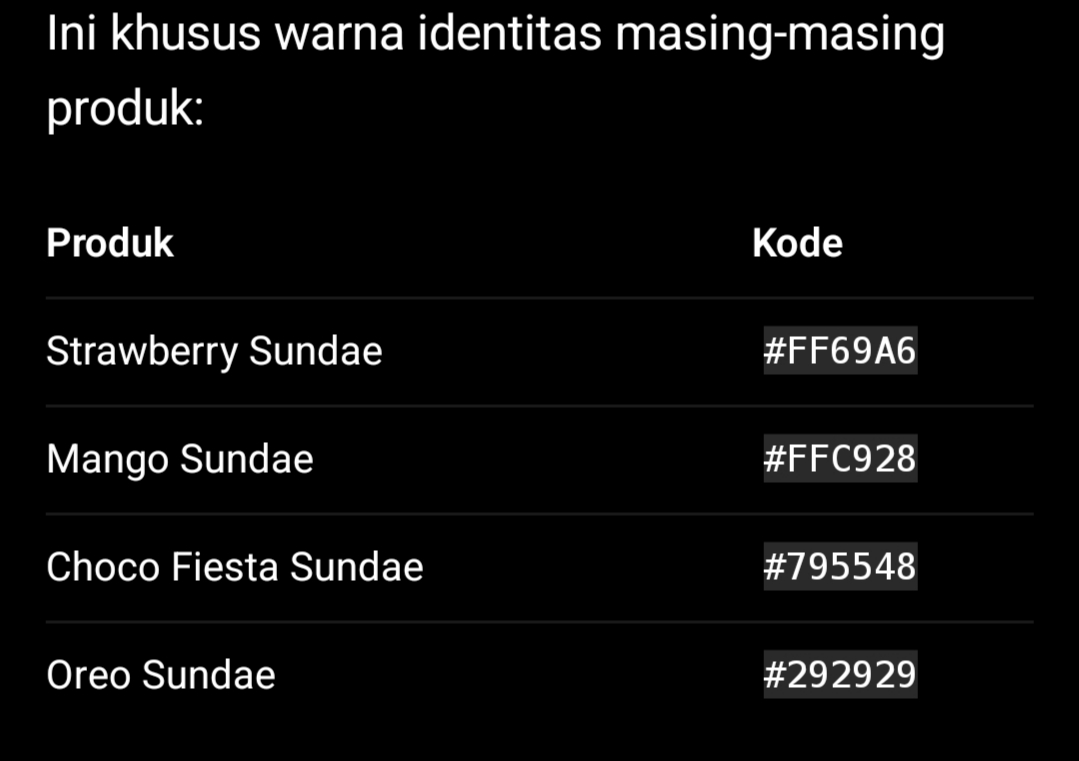 Ini khusus warna identitas masing-masing
produk:
Produk Kode
Strawberry Sundae #FF69A6
Mango Sundae #FFC928
Choco Fiesta Sundae #795548
Oreo Sundae #292929